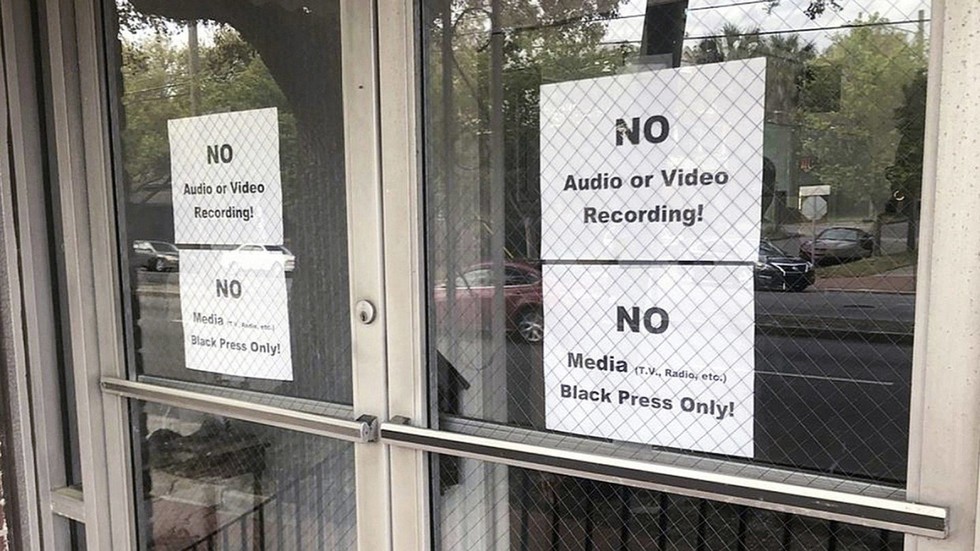 NO
Audio or Video
Recording!
NO
Media (T.V., Radio, etc.)
Black Press Only!
NO
Audio or Video
Recording!
NO
Media (T.V., Radio, etc.)
Black Press Only!